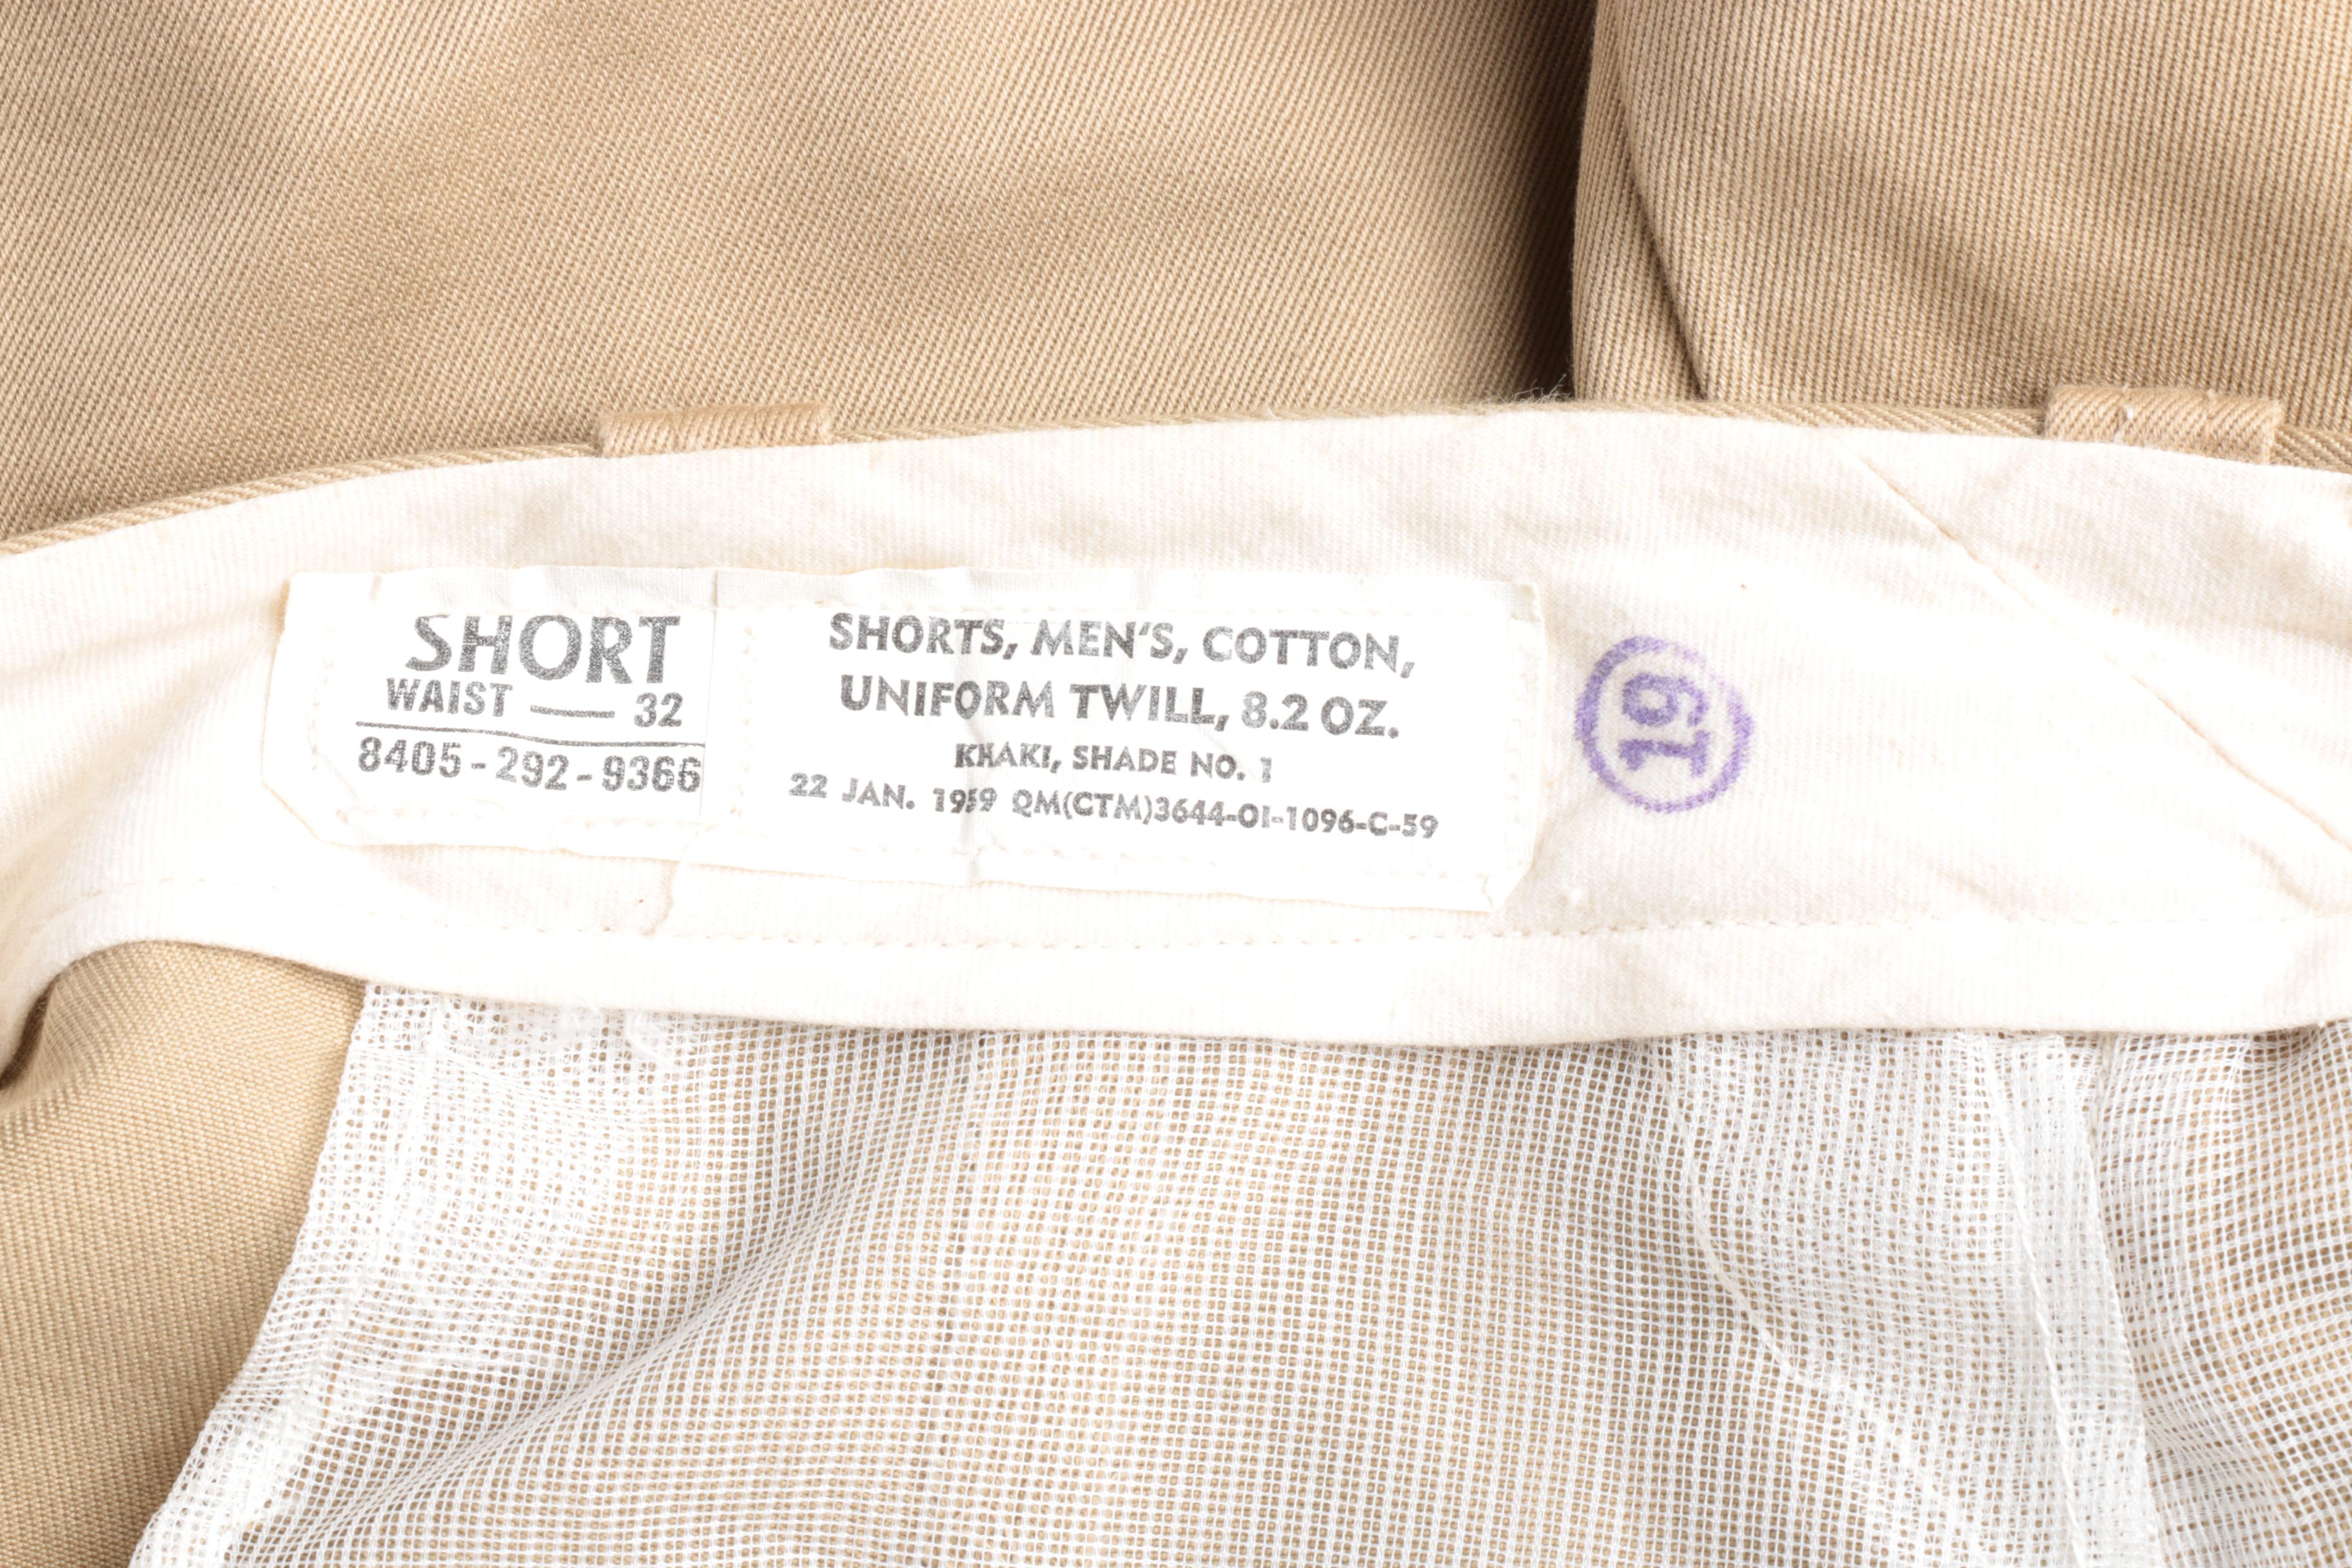 SHORT
WAIST — 32
8405-292-9366
SHORTS, MEN'S, COTTON,
UNIFORM TWILL, 8.2 OZ.
KHAKI, SHADE NO. 1
22 JAN. 1959 QM(CTM)3644-OI-1096-C-59
19